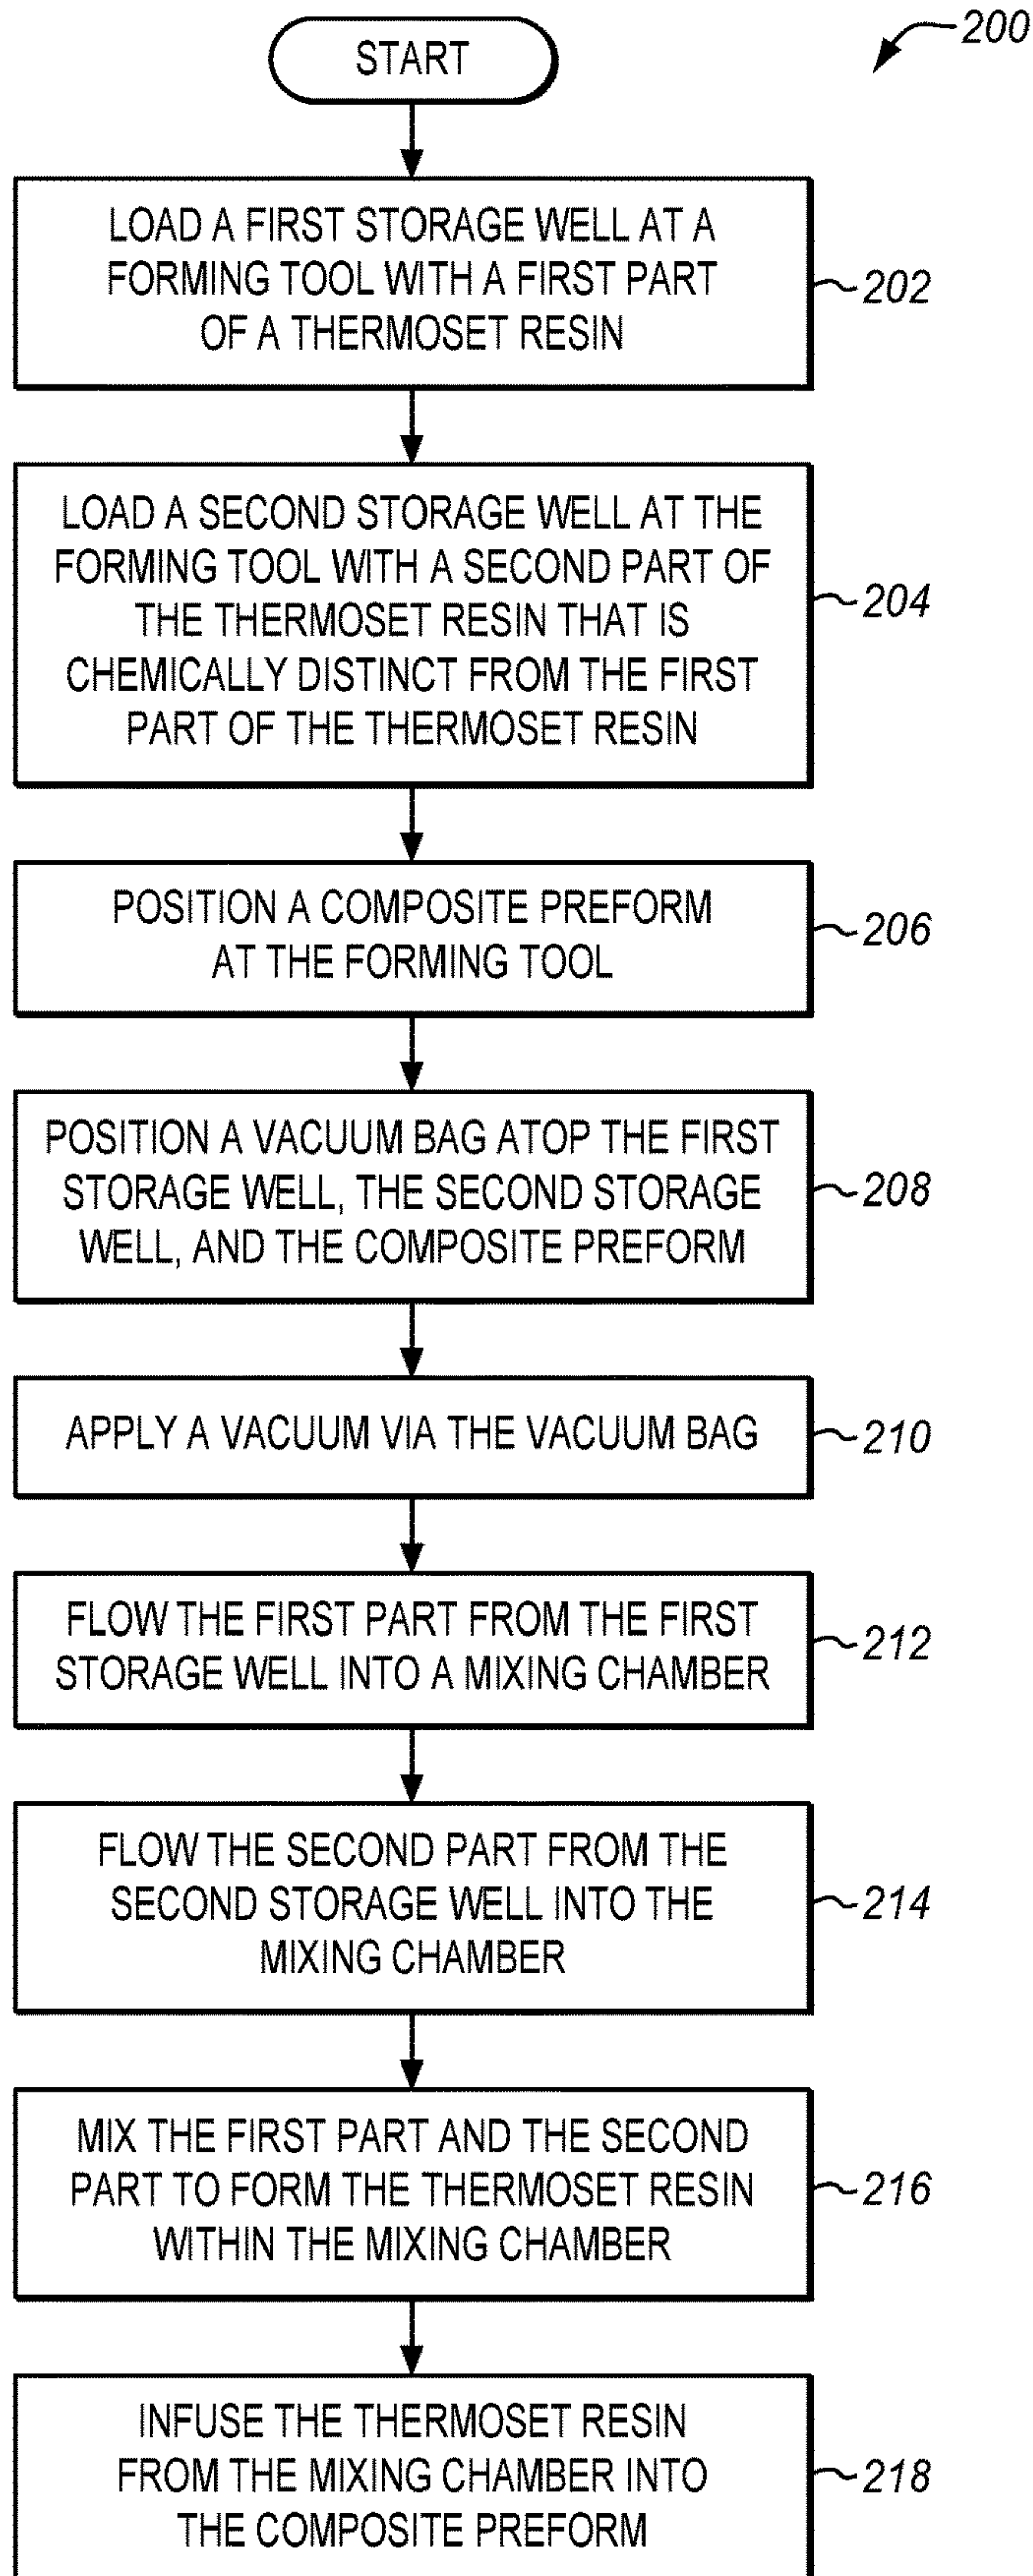 200
START
LOAD A FIRST STORAGE WELL AT A
FORMING TOOL WITH A FIRST PART
OF A THERMOSET RESIN
202
LOAD A SECOND STORAGE WELL AT THE
FORMING TOOL WITH A SECOND PART OF
THE THERMOSET RESIN THAT IS
CHEMICALLY DISTINCT FROM THE FIRST
PART OF THE THERMOSET RESIN
204
POSITION A COMPOSITE PREFORM
AT THE FORMING TOOL
206
POSITION A VACUUM BAG ATOP THE FIRST
STORAGE WELL, THE SECOND STORAGE
WELL, AND THE COMPOSITE PREFORM
208
APPLY A VACUUM VIA THE VACUUM BAG
210
FLOW THE FIRST PART FROM THE FIRST
STORAGE WELL INTO A MIXING CHAMBER
212
FLOW THE SECOND PART FROM THE
SECOND STORAGE WELL INTO THE
MIXING CHAMBER
214
MIX THE FIRST PART AND THE SECOND
PART TO FORM THE THERMOSET RESIN
WITHIN THE MIXING CHAMBER
216
INFUSE THE THERMOSET RESIN
FROM THE MIXING CHAMBER INTO
THE COMPOSITE PREFORM
218